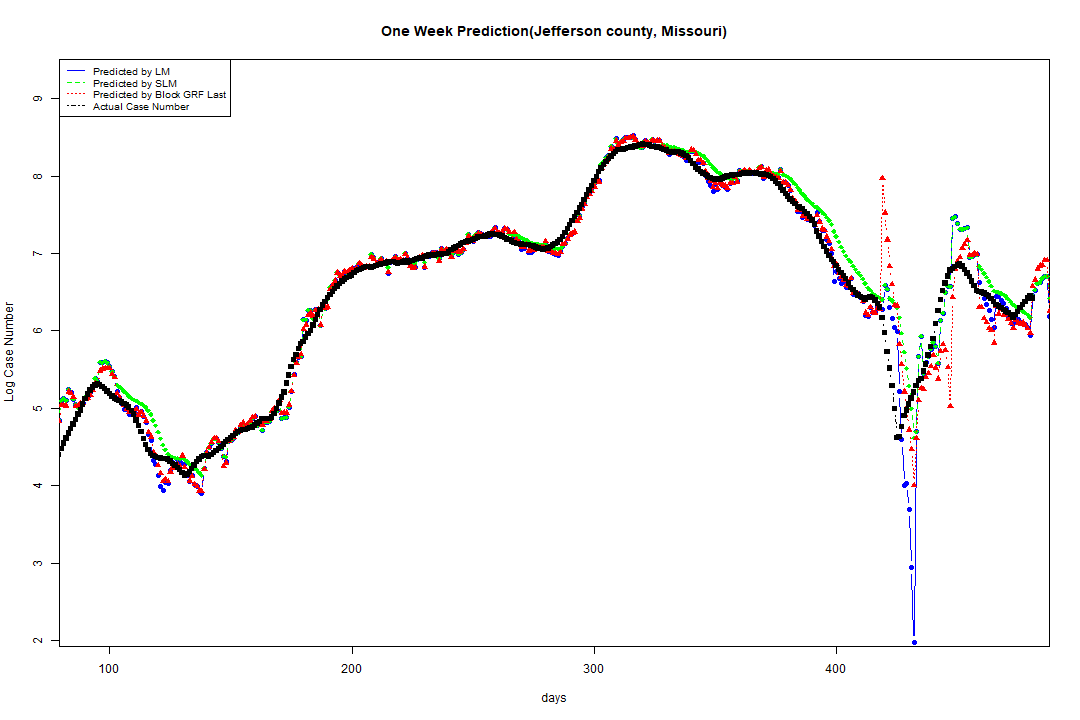 One Week Prediction(Jefferson county, Missouri)
Predicted by LM
Predicted by SLM
Predicted by Block GRF Last
Actual Case Number
9
8
7
6
5
4
3
2
Log Case Number
100 200 300 400
days